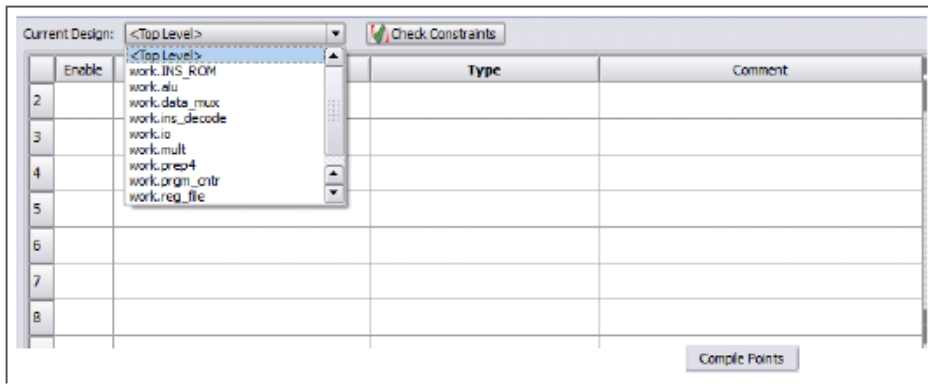 Current Design: <Top Level> Check Constraints
Enable Type Comment
<Top Level>
work.INS_ROM
work.alu
work.data_mux
work.ins_decode
work.io
work.mult
work.prep4
work.prgm_cntr
work.reg_file
2
3
4
5
6
7
8
Compile Points